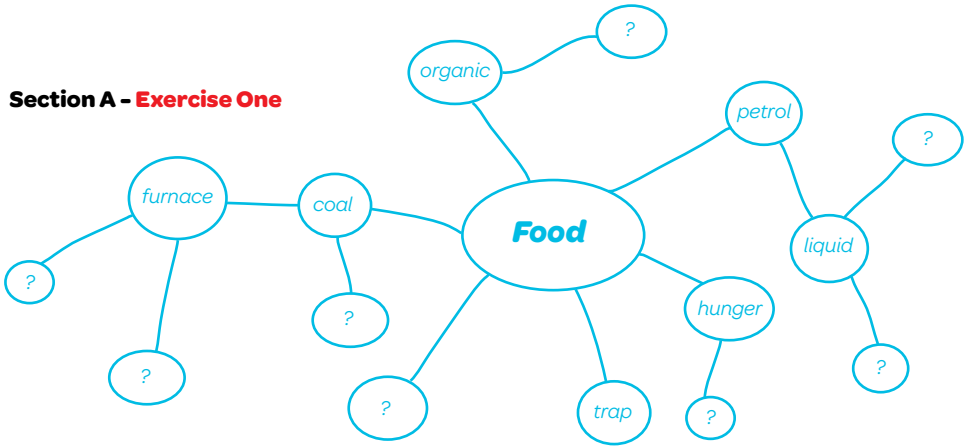 Section A - Exercise One
organic
?
petrol
?
furnace
coal
Food
liquid
?
?
hunger
?
?
?
trap
?